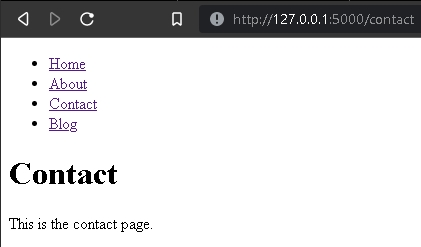 http://127.0.0.1:5000/contact
Home
About
Contact
Blog
Contact
This is the contact page.